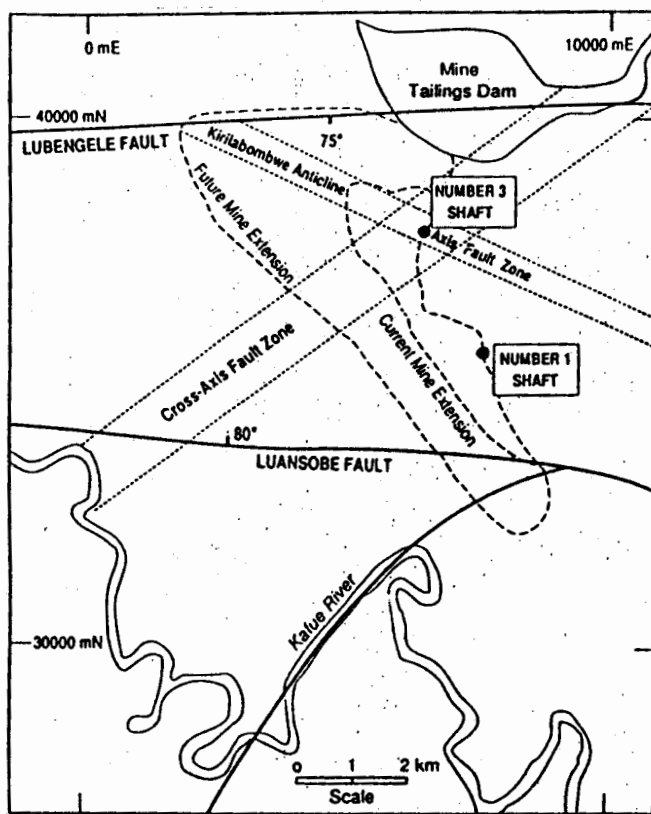 0 mE
10000 mE
Mine
Tailings Dam
40000 mN
75°
LUBENGELE FAULT
Kirilabombwe Anticline
NUMBER 3
SHAFT
Axis Fault Zone
Future Mine Extension
Cross-Axis Fault Zone
Current Mine Extension
NUMBER 1
SHAFT
80°
LUANSOBE FAULT
Kafue River
30000 mN
0 1 2 km
Scale